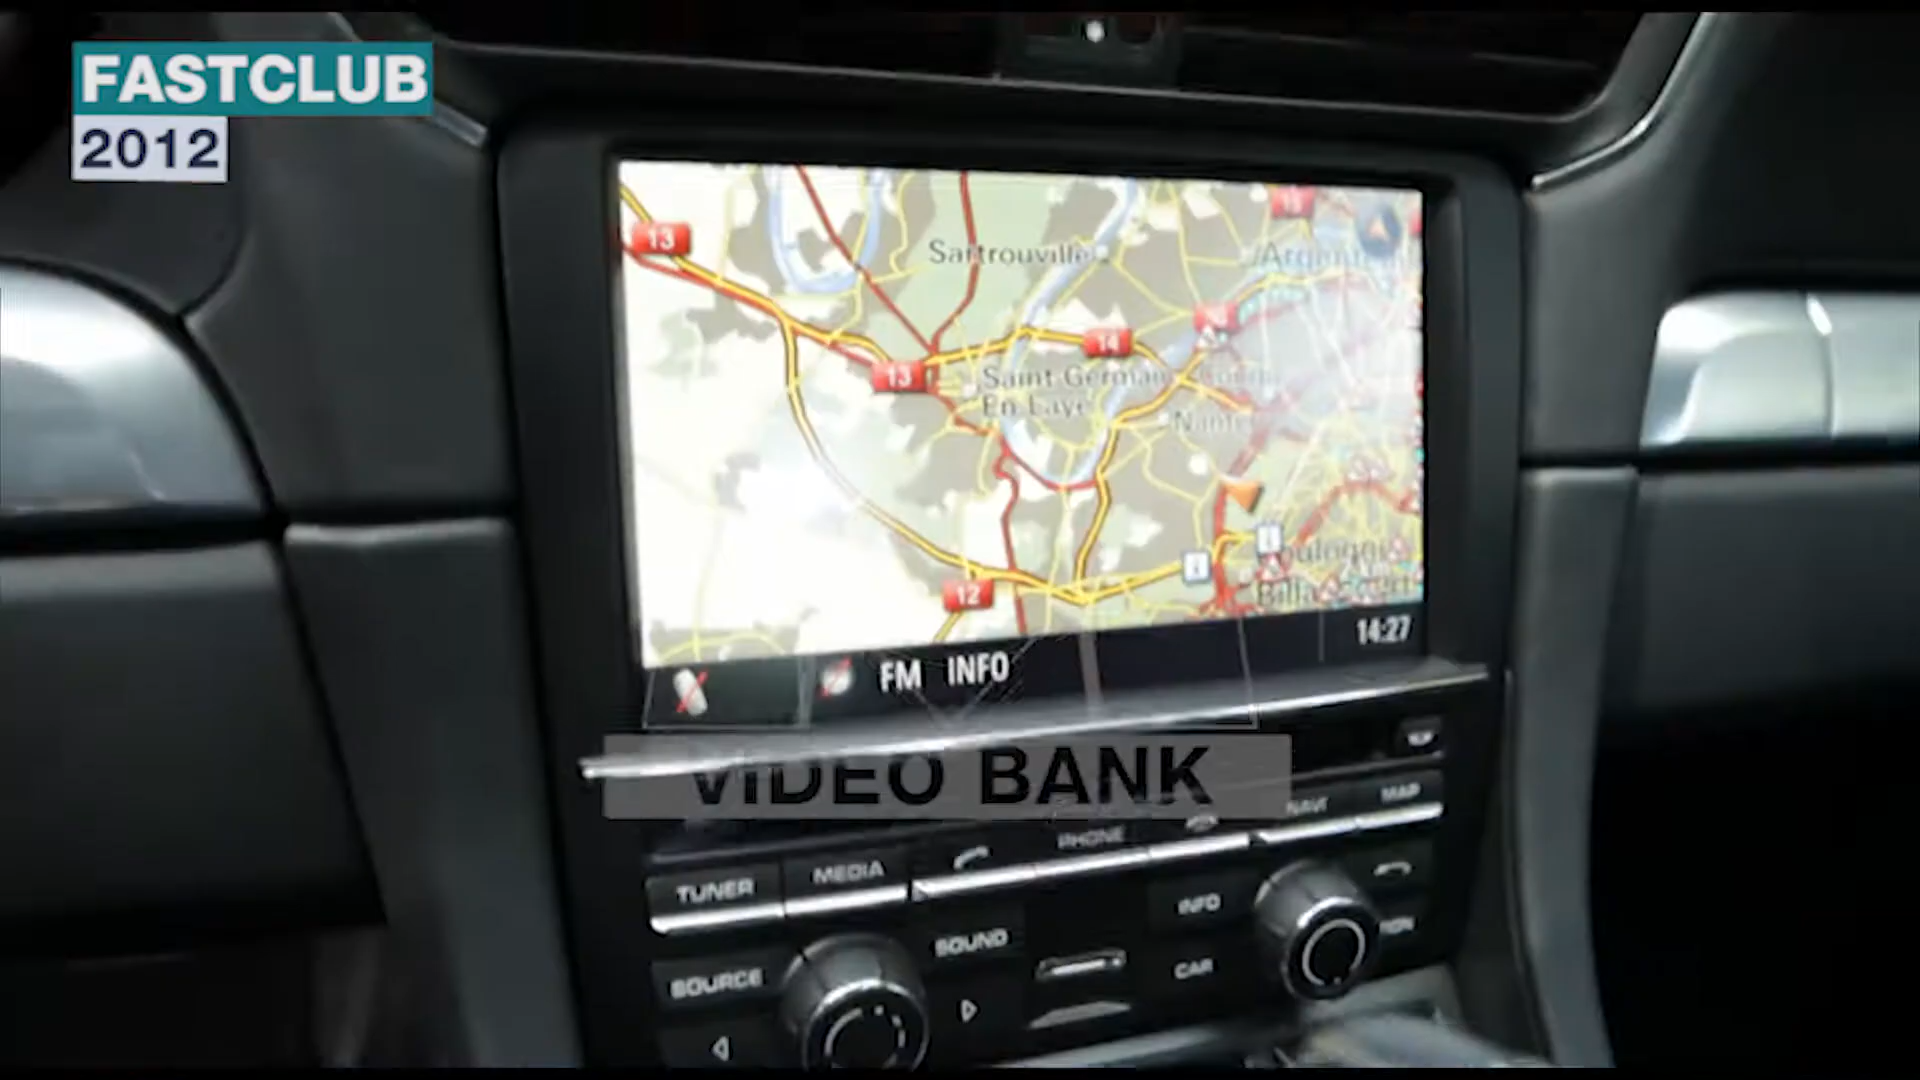 FASTCLUB
2012
13
Sartrouville
14
13
Saint-Germain
En-Laye
12
14:27
FM INFO
VIDEO BANK
NAVI
MAP
PHONE
TUNER
MEDIA
INFO
SOUND
SOURCE
CAR